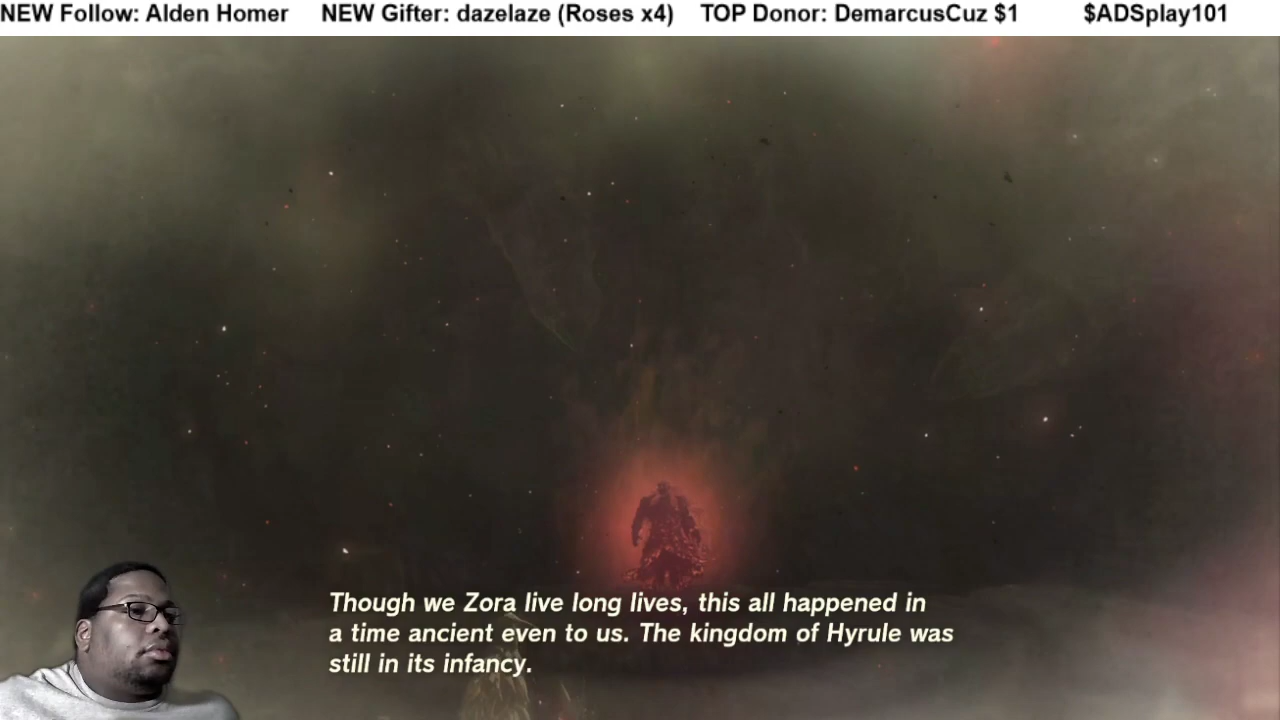 NEW Follow: Alden Homer NEW Gifter: dazelaze (Roses x4) TOP Donor: DemarcusCuz $1 $ADSplay101
Though we Zora live long lives, this all happened in
a time ancient even to us. The kingdom of Hyrule was
still in its infancy.